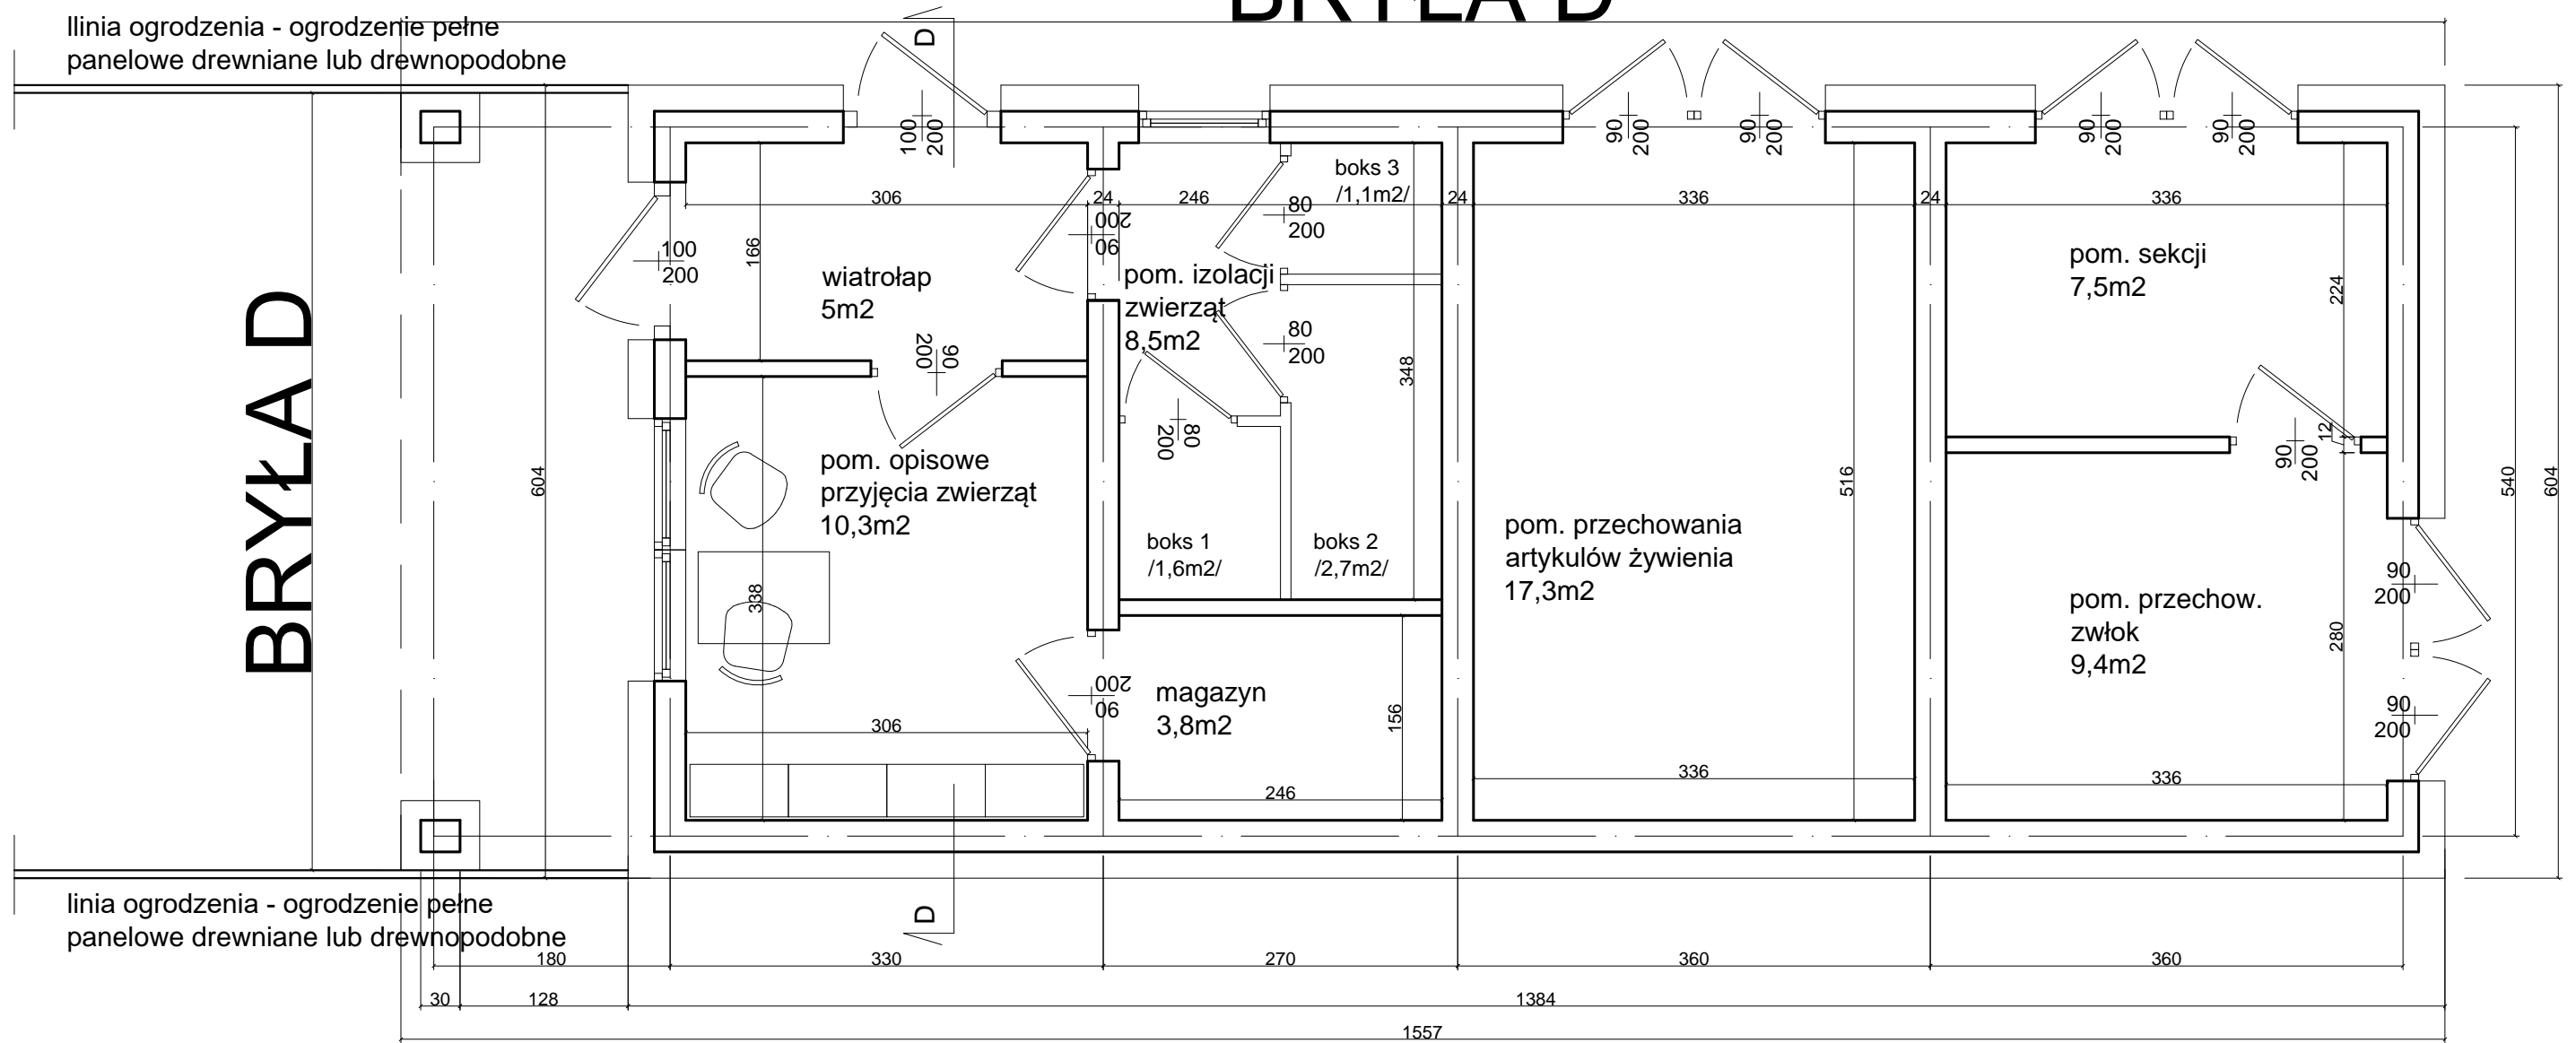 BRYŁA D
llinia ogrodzenia - ogrodzenie pełne
panelowe drewniane lub drewnopodobne
D
100
200
90
200
90
200
90
200
90
200
boks 3
/1,1m2/
306
24
246
24
336
24
336
80
200
90
200
100
200
166
wiatrołap
5m2
pom. izolacji
zwierząt
8,5m2
pom. sekcji
7,5m2
224
80
200
90
200
348
BRYŁA D
604
80
200
pom. opisowe
przyjęcia zwierząt
10,3m2
338
boks 1
/1,6m2/
boks 2
/2,7m2/
pom. przechowania
artykulów żywienia
17,3m2
516
12
90
200
540
604
90
200
pom. przechow.
zwłok
9,4m2
280
90
200
90
200
magazyn
3,8m2
156
306
246
336
336
linia ogrodzenia - ogrodzenie pełne
panelowe drewniane lub drewnopodobne
D
180
330
270
360
360
30
128
1384
1557